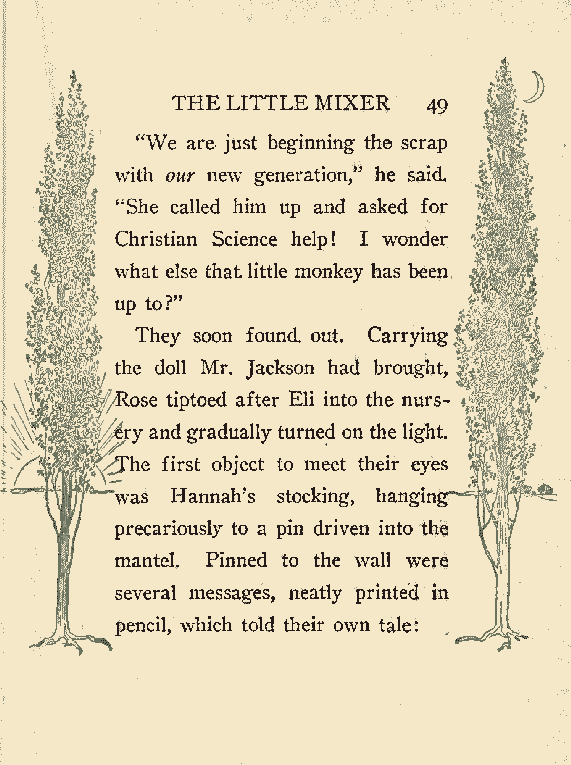 THE LITTLE MIXER 49
“We are just beginning the scrap
with our new generation,” he said.
“She called him up and asked for
Christian Science help! I wonder
what else that little monkey has been
up to?”
They soon found out. Carrying
the doll Mr. Jackson had brought,
Rose tiptoed after Eli into the nurs-
ery and gradually turned on the light.
The first object to meet their eyes
was Hannah’s stocking, hanging
precariously to a pin driven into the
mantel. Pinned to the wall were
several messages, neatly printed in
pencil, which told their own tale: